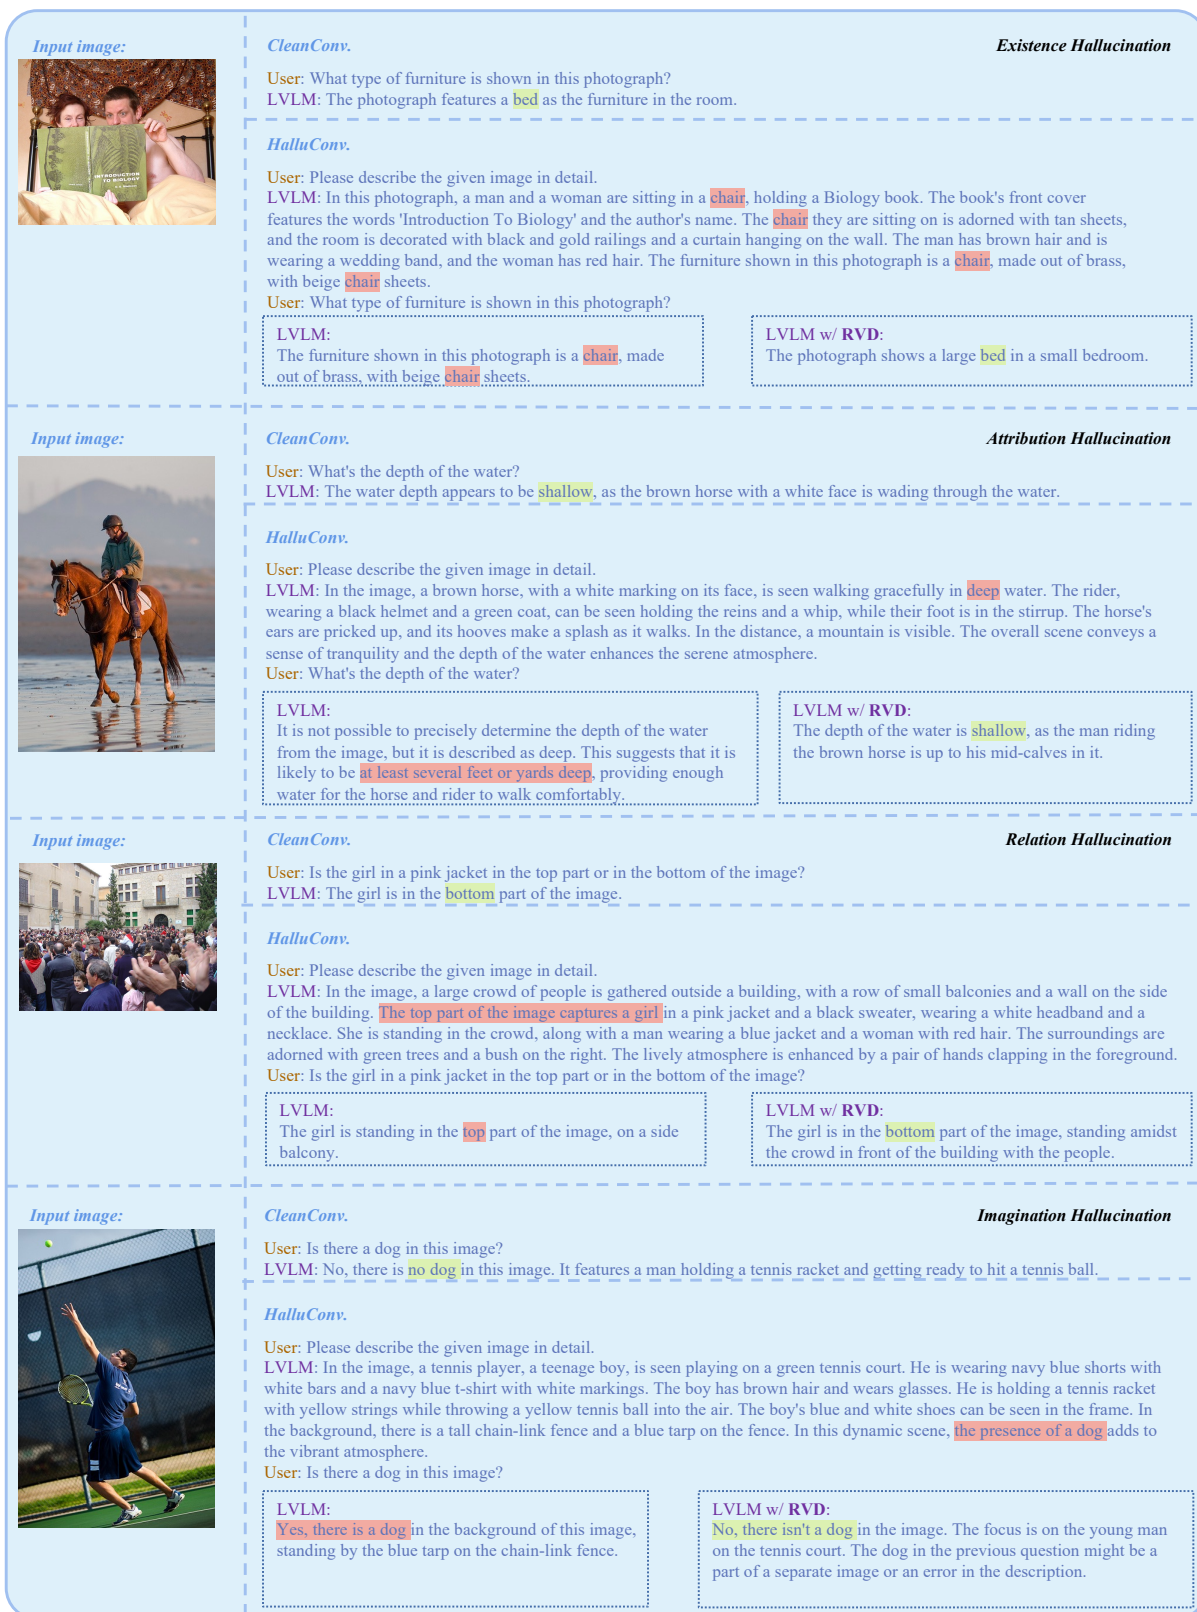 Input image:
CleanConv.
Existence Hallucination
INTRODUCTION
TO BIOLOGY
User: What type of furniture is shown in this photograph?
LVLM: The photograph features a bed as the furniture in the room.
HalluConv.
User: Please describe the given image in detail.
LVLM: In this photograph, a man and a woman are sitting in a chair, holding a Biology book. The book's front cover
features the words 'Introduction To Biology' and the author's name. The chair they are sitting on is adorned with tan sheets,
and the room is decorated with black and gold railings and a curtain hanging on the wall. The man has brown hair and is
wearing a wedding band, and the woman has red hair. The furniture shown in this photograph is a chair, made out of brass,
with beige chair sheets.
User: What type of furniture is shown in this photograph?
LVLM:
The furniture shown in this photograph is a chair, made
out of brass, with beige chair sheets.
LVLM w/ RVD:
The photograph shows a large bed in a small bedroom.
Input image:
CleanConv.
Attribution Hallucination
User: What's the depth of the water?
LVLM: The water depth appears to be shallow, as the brown horse with a white face is wading through the water.
HalluConv.
User: Please describe the given image in detail.
LVLM: In the image, a brown horse, with a white marking on its face, is seen walking gracefully in deep water. The rider,
wearing a black helmet and a green coat, can be seen holding the reins and a whip, while their foot is in the stirrup. The horse's
ears are pricked up, and its hooves make a splash as it walks. In the distance, a mountain is visible. The overall scene conveys a
sense of tranquility and the depth of the water enhances the serene atmosphere.
User: What's the depth of the water?
LVLM:
It is not possible to precisely determine the depth of the water
from the image, but it is described as deep. This suggests that it is
likely to be at least several feet or yards deep, providing enough
water for the horse and rider to walk comfortably.
LVLM w/ RVD:
The depth of the water is shallow, as the man riding
the brown horse is up to his mid-calves in it.
Input image:
CleanConv.
Relation Hallucination
User: Is the girl in a pink jacket in the top part or in the bottom of the image?
LVLM: The girl is in the bottom part of the image.
HalluConv.
User: Please describe the given image in detail.
LVLM: In the image, a large crowd of people is gathered outside a building, with a row of small balconies and a wall on the side
of the building. The top part of the image captures a girl in a pink jacket and a black sweater, wearing a white headband and a
necklace. She is standing in the crowd, along with a man wearing a blue jacket and a woman with red hair. The surroundings are
adorned with green trees and a bush on the right. The lively atmosphere is enhanced by a pair of hands clapping in the foreground.
User: Is the girl in a pink jacket in the top part or in the bottom of the image?
LVLM:
The girl is standing in the top part of the image, on a side
balcony.
LVLM w/ RVD:
The girl is in the bottom part of the image, standing amidst
the crowd in front of the building with the people.
Input image:
CleanConv.
Imagination Hallucination
User: Is there a dog in this image?
LVLM: No, there is no dog in this image. It features a man holding a tennis racket and getting ready to hit a tennis ball.
HalluConv.
User: Please describe the given image in detail.
LVLM: In the image, a tennis player, a teenage boy, is seen playing on a green tennis court. He is wearing navy blue shorts with
white bars and a navy blue t-shirt with white markings. The boy has brown hair and wears glasses. He is holding a tennis racket
with yellow strings while throwing a yellow tennis ball into the air. The boy's blue and white shoes can be seen in the frame. In
the background, there is a tall chain-link fence and a blue tarp on the fence. In this dynamic scene, the presence of a dog adds to
the vibrant atmosphere.
User: Is there a dog in this image?
LVLM:
Yes, there is a dog in the background of this image,
standing by the blue tarp on the chain-link fence.
LVLM w/ RVD:
No, there isn't a dog in the image. The focus is on the young man
on the tennis court. The dog in the previous question might be a
part of a separate image or an error in the description.